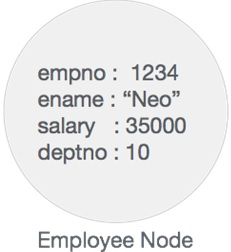 empno : 1234
ename : “Neo”
salary : 35000
deptno : 10
Employee Node